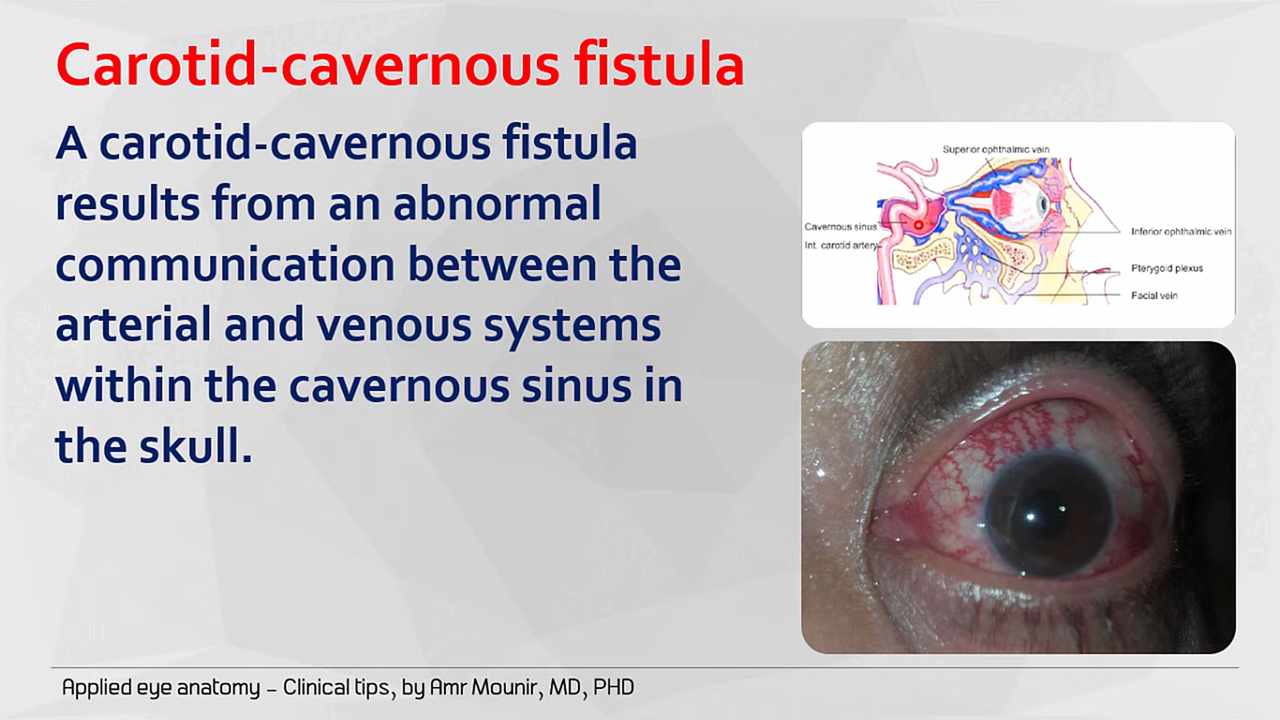 Carotid-cavernous fistula
A carotid-cavernous fistula
results from an abnormal
communication between the
arterial and venous systems
within the cavernous sinus in
the skull.
Superior ophthalmic vein
Cavernous sinus
Int. carotid artery
Inferior ophthalmic vein
Pterygoid plexus
Facial vein
Applied eye anatomy – Clinical tips, by Amr Mounir, MD, PHD